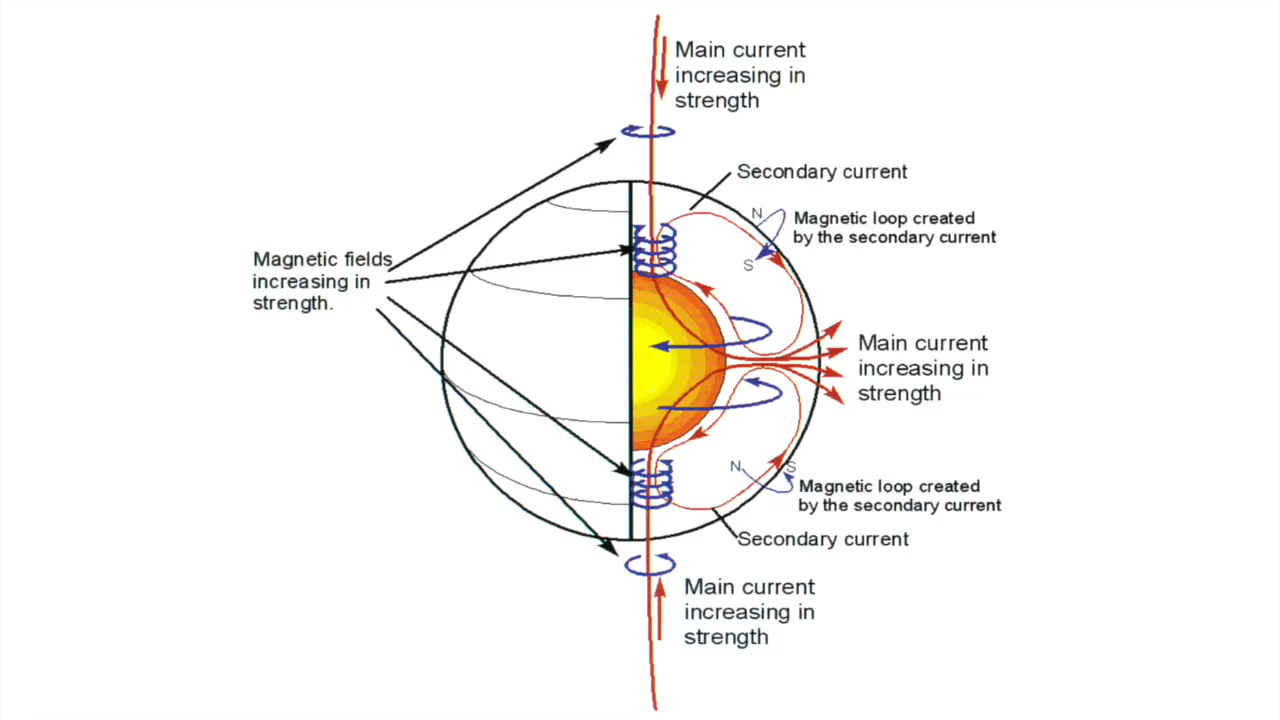 Main current
increasing in
strength
Secondary current
N
Magnetic loop created
by the secondary current
S
Magnetic fields
increasing in
strength.
Main current
increasing in
strength
N
S
Magnetic loop created
by the secondary current
Secondary current
Main current
increasing in
strength